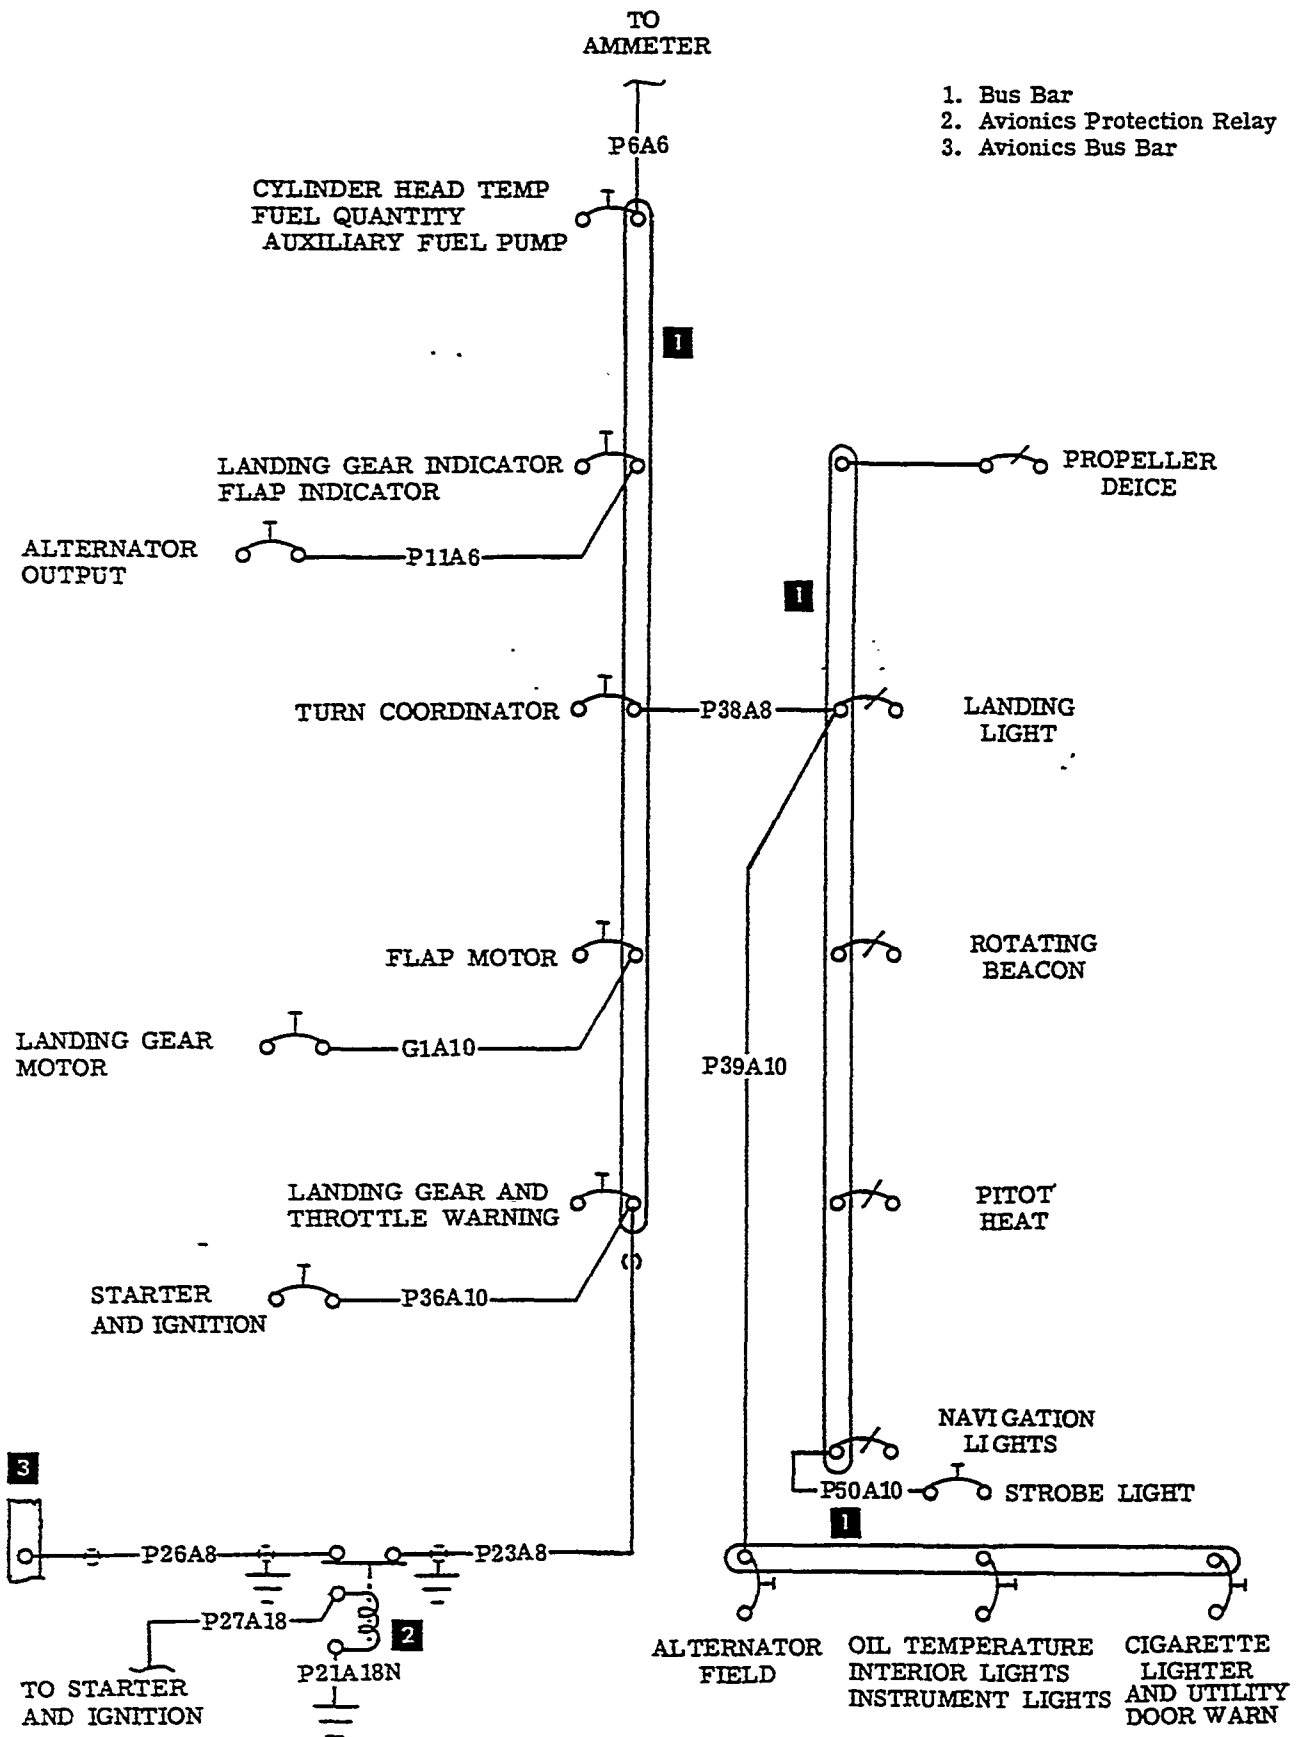 TO
AMMETER
1. Bus Bar
2. Avionics Protection Relay
3. Avionics Bus Bar
P6A6
CYLINDER HEAD TEMP
FUEL QUANTITY
AUXILIARY FUEL PUMP
1
LANDING GEAR INDICATOR
FLAP INDICATOR
PROPELLER
DEICE
ALTERNATOR
OUTPUT
P11A6
1
TURN COORDINATOR
P38A8
LANDING
LIGHT
FLAP MOTOR
ROTATING
BEACON
LANDING GEAR
MOTOR
G1A10
P39A10
LANDING GEAR AND
THROTTLE WARNING
PITOT
HEAT
STARTER
AND IGNITION
P36A10
NAVIGATION
LIGHTS
P50A10
STROBE LIGHT
3
1
P26A8
P23A8
P27A18
2
P21A18N
TO STARTER
AND IGNITION
ALTERNATOR
FIELD
OIL TEMPERATURE
INTERIOR LIGHTS
INSTRUMENT LIGHTS
CIGARETTE
LIGHTER
AND UTILITY
DOOR WARN